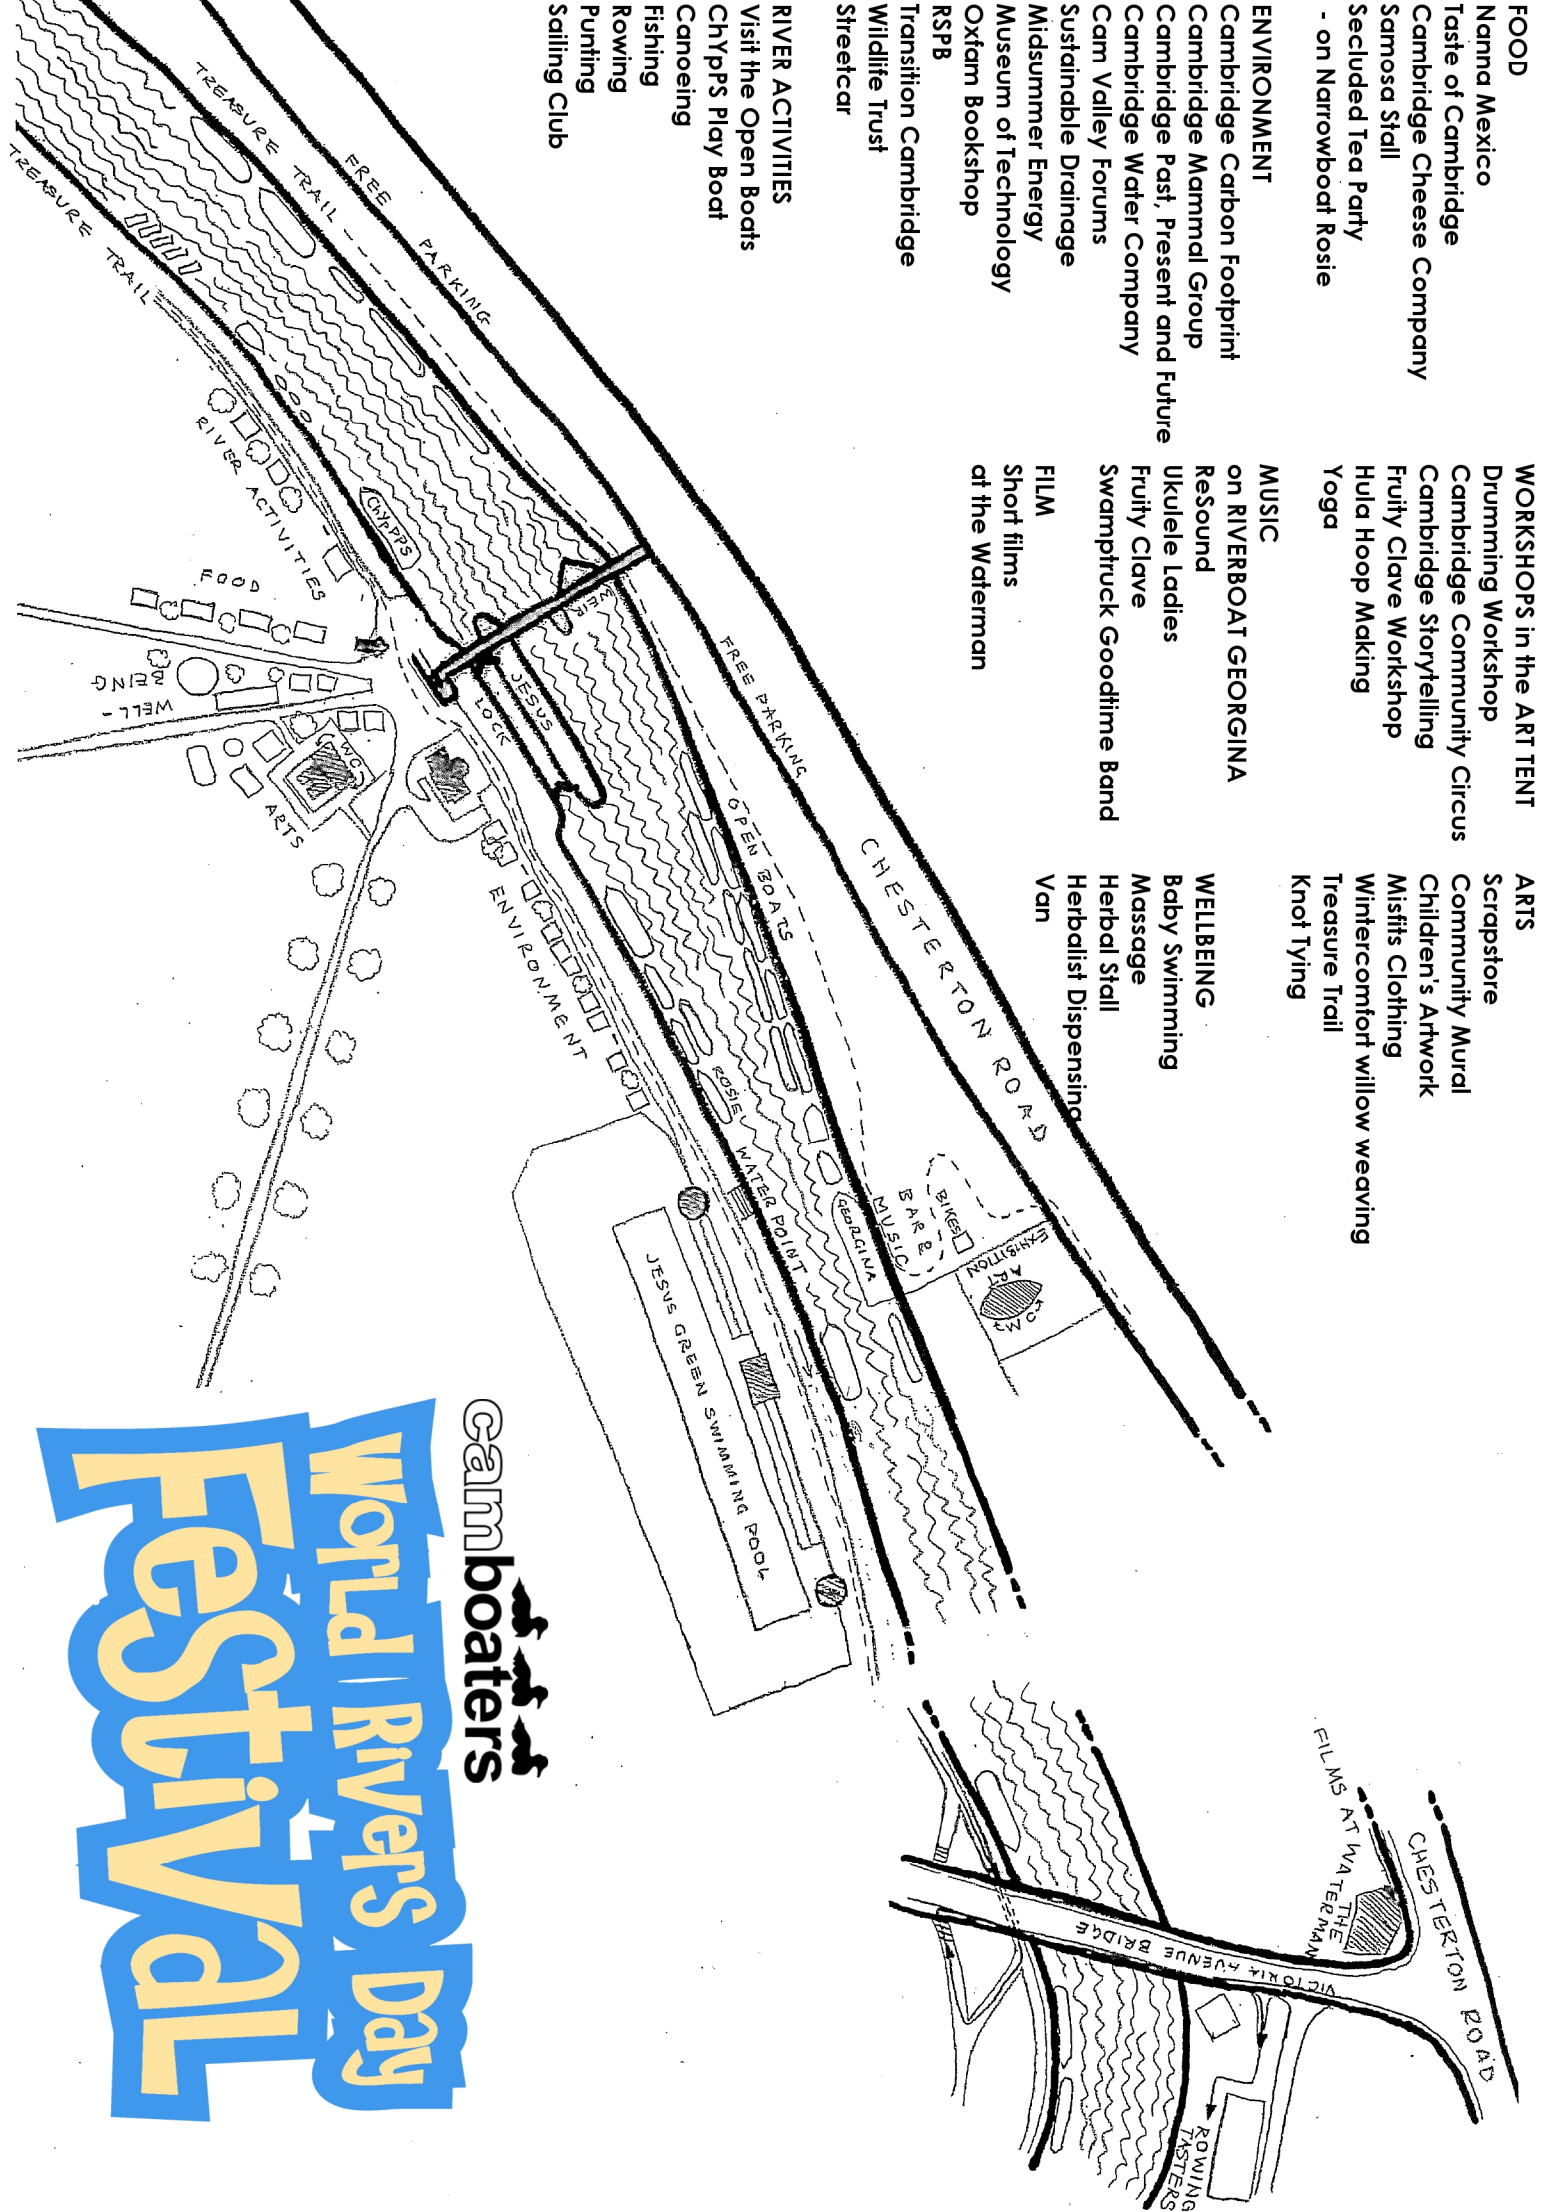 FOOD
Nanna Mexico
Taste of Cambridge
Cambridge Cheese Company
Samosa Stall
Secluded Tea Party
- on Narrowboat Rosie
ENVIRONMENT
Cambridge Carbon Footprint
Cambridge Mammal Group
Cambridge Past, Present and Future
Cambridge Water Company
Cam Valley Forums
Sustainable Drainage
Midsummer Energy
Museum of Technology
Oxfam Bookshop
RSPB
Transition Cambridge
Wildlife Trust
Streetcar
RIVER ACTIVITIES
Visit the Open Boats
ChYpPS Play Boat
Canoeing
Fishing
Rowing
Punting
Sailing Club
WORKSHOPS in the ART TENT
Drumming Workshop
Cambridge Community Circus
Cambridge Storytelling
Fruity Clave Workshop
Hula Hoop Making
Yoga
MUSIC
on RIVERBOAT GEORGINA
ReSound
Ukulele Ladies
Fruity Clave
Swamptruck Goodtime Band
FILM
Short films
at the Waterman
ARTS
Scrapstore
Community Mural
Children's Artwork
Misfits Clothing
Wintercomfort willow weaving
Treasure Trail
Knot Tying
WELLBEING
Baby Swimming
Massage
Herbal Stall
Herbalist Dispensing
Van
TREASURE TRAIL
FREE PARKING
TREASURE TRAIL
RIVER ACTIVITIES
ChYPPS
FOOD
WELL-
BEING
WC
ARTS
WEIR
JESUS
LOCK
FREE PARKING
OPEN BOATS
CHESTERTON ROAD
ENVIRONMENT
ROSIE
WATER POINT
GEORGINA
BAR &
MUSIC
BIKES
ART
EXHIBITION
WC
JESUS GREEN SWIMMING POOL
FILMS AT
THE
WATERMAN
CHESTERTON ROAD
VICTORIA AVENUE BRIDGE
ROWING
TASTERS
camboaters
World Rivers Day
Festival